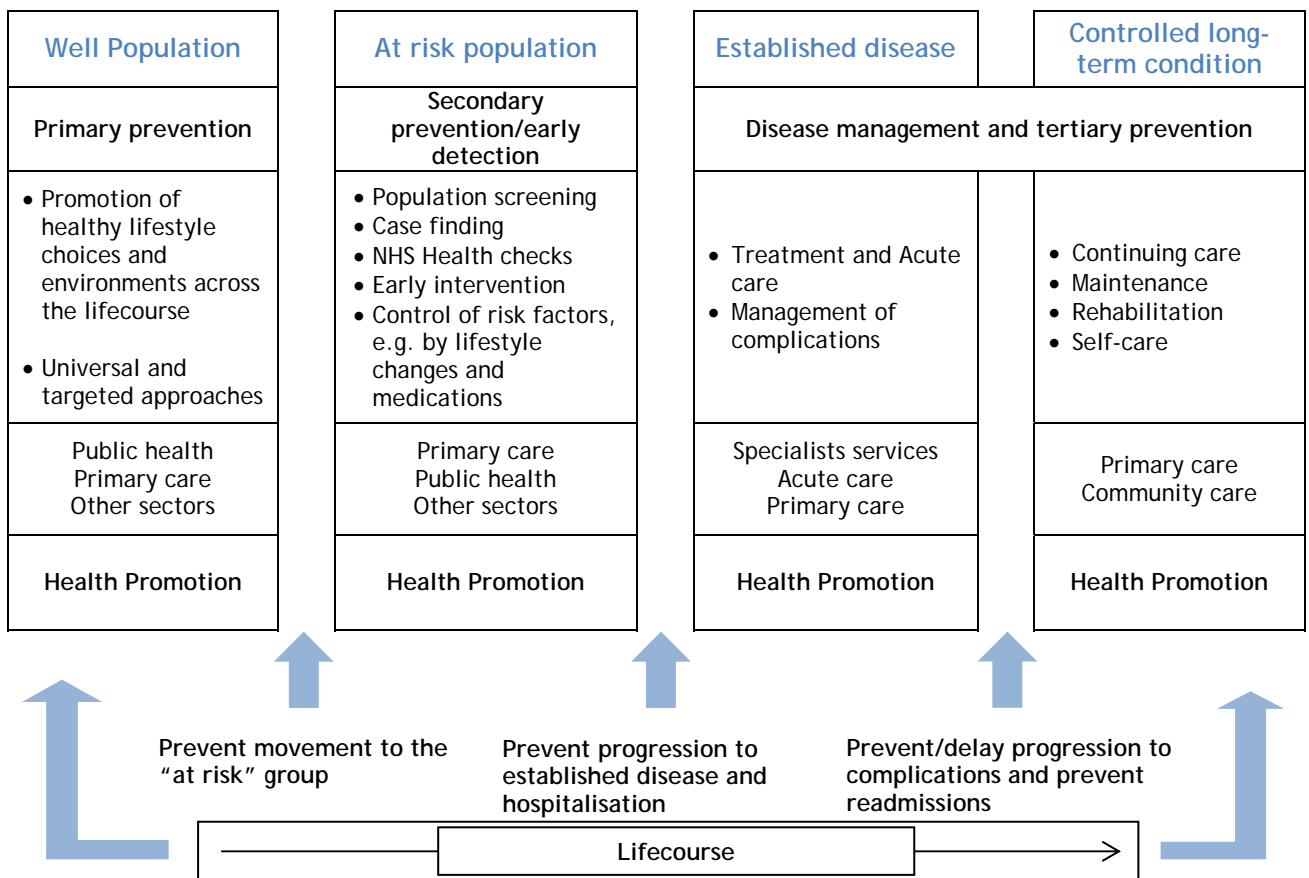 Well Population
At risk population
Established disease
Controlled long-
term condition
Primary prevention
Secondary
prevention/early
detection
Disease management and tertiary prevention
• Promotion of
healthy lifestyle
choices and
environments across
the lifecourse
• Universal and
targeted approaches
• Population screening
• Case finding
• NHS Health checks
• Early intervention
• Control of risk factors,
e.g. by lifestyle
changes and
medications
• Treatment and Acute
care
• Management of
complications
• Continuing care
• Maintenance
• Rehabilitation
• Self-care
Public health
Primary care
Other sectors
Primary care
Public health
Other sectors
Specialists services
Acute care
Primary care
Primary care
Community care
Health Promotion
Health Promotion
Health Promotion
Health Promotion
Prevent movement to the
“at risk” group
Prevent progression to
established disease and
hospitalisation
Prevent/delay progression to
complications and prevent
readmissions
Lifecourse